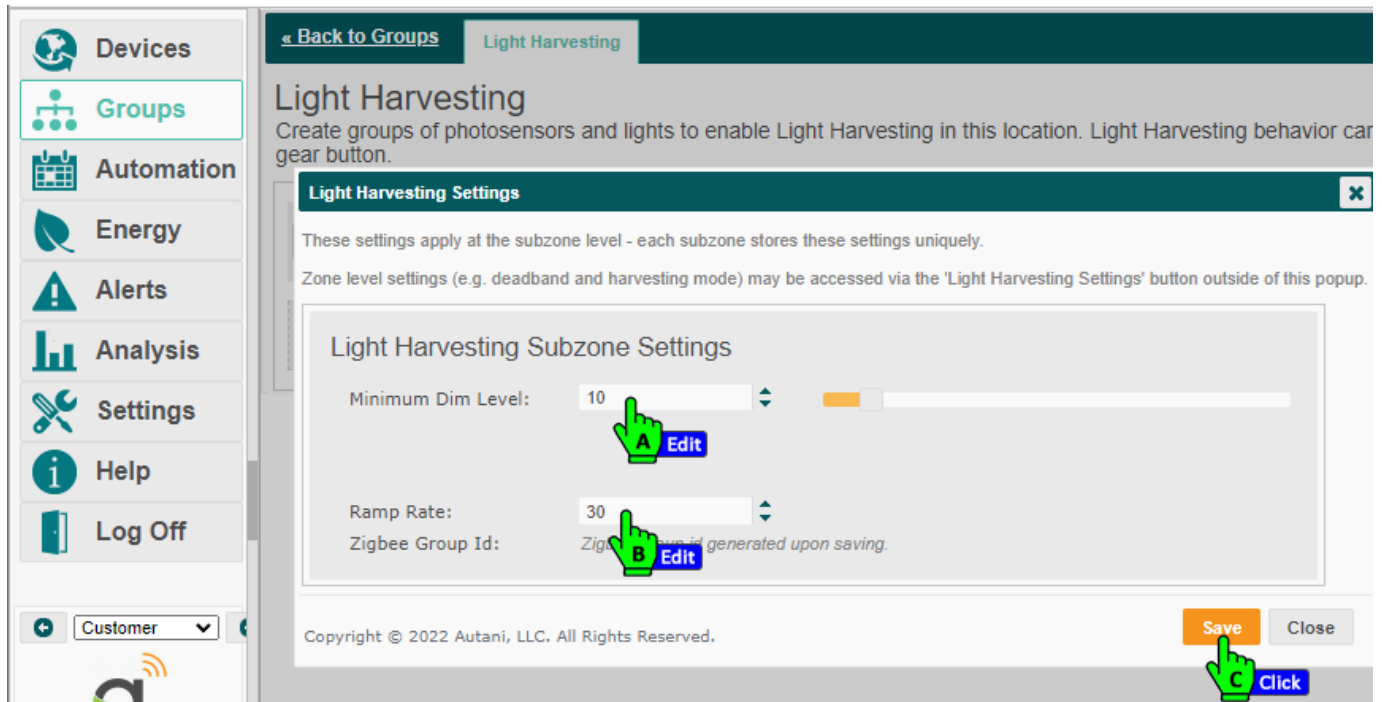 Devices
Groups
Automation
Energy
Alerts
Analysis
Settings
Help
Log Off
Customer
a
« Back to Groups
Light Harvesting
Light Harvesting
Create groups of photosensors and lights to enable Light Harvesting in this location. Light Harvesting behavior can
gear button.
Light Harvesting Settings
These settings apply at the subzone level - each subzone stores these settings uniquely.
Zone level settings (e.g. deadband and harvesting mode) may be accessed via the 'Light Harvesting Settings' button outside of this popup.
Light Harvesting Subzone Settings
Minimum Dim Level: 10
A Edit
Ramp Rate: 30
Zigbee Group Id: id generated upon saving.
B Edit
Copyright © 2022 Autani, LLC. All Rights Reserved.
Save Close
C Click